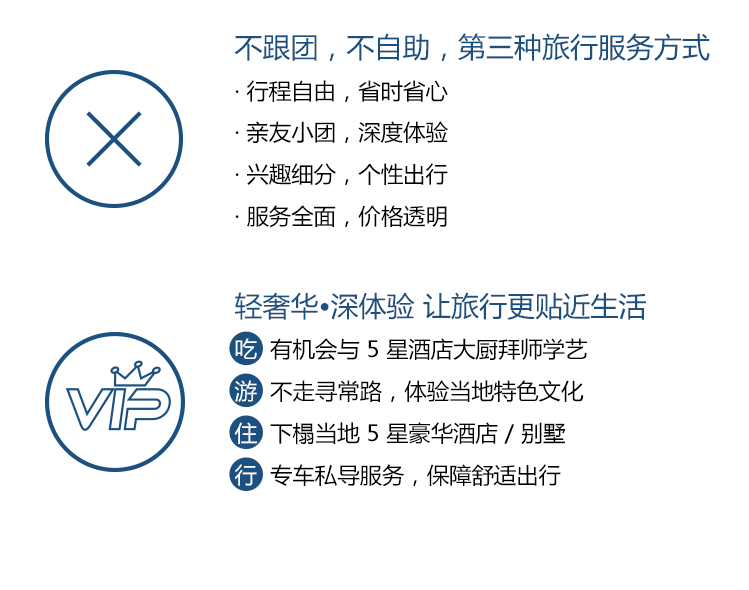 不跟团，不自助，第三种旅行服务方式
· 行程自由，省时省心
· 亲友小团，深度体验
· 兴趣细分，个性出行
· 服务全面，价格透明
轻奢华•深体验 让旅行更贴近生活
吃 有机会与 5 星酒店大厨拜师学艺
游 不走寻常路，体验当地特色文化
VIP
住 下榻当地 5 星豪华酒店 / 别墅
行 专车私导服务，保障舒适出行